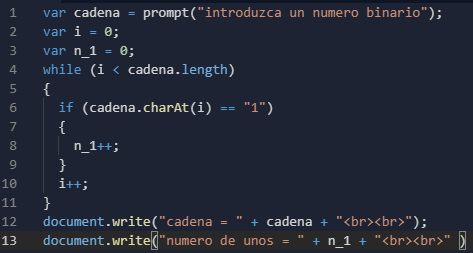 1 var cadena = prompt("introduzca un numero binario");
2 var i = 0;
3 var n_1 = 0;
4 while (i < cadena.length)
5 {
6 if (cadena.charAt(i) == "1")
7 {
8 n_1++;
9 }
10 i++;
11 }
12 document.write("cadena = " + cadena + "<br><br>");
13 document.write("numero de unos = " + n_1 + "<br><br>" )